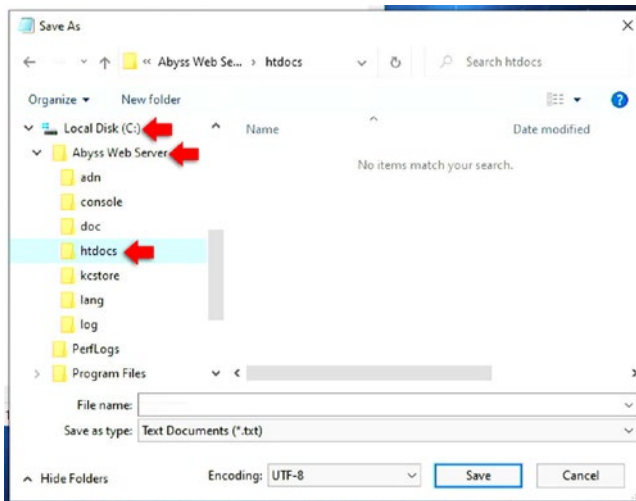 Save As
« Abyss Web Se... › htdocs
Search htdocs
Organize
New folder
Local Disk (C:)
Name
Date modified
Abyss Web Server
No items match your search.
adn
console
doc
htdocs
kcstore
lang
log
PerfLogs
Program Files
File name:
Save as type: Text Documents (*.txt)
Hide Folders
Encoding: UTF-8
Save
Cancel